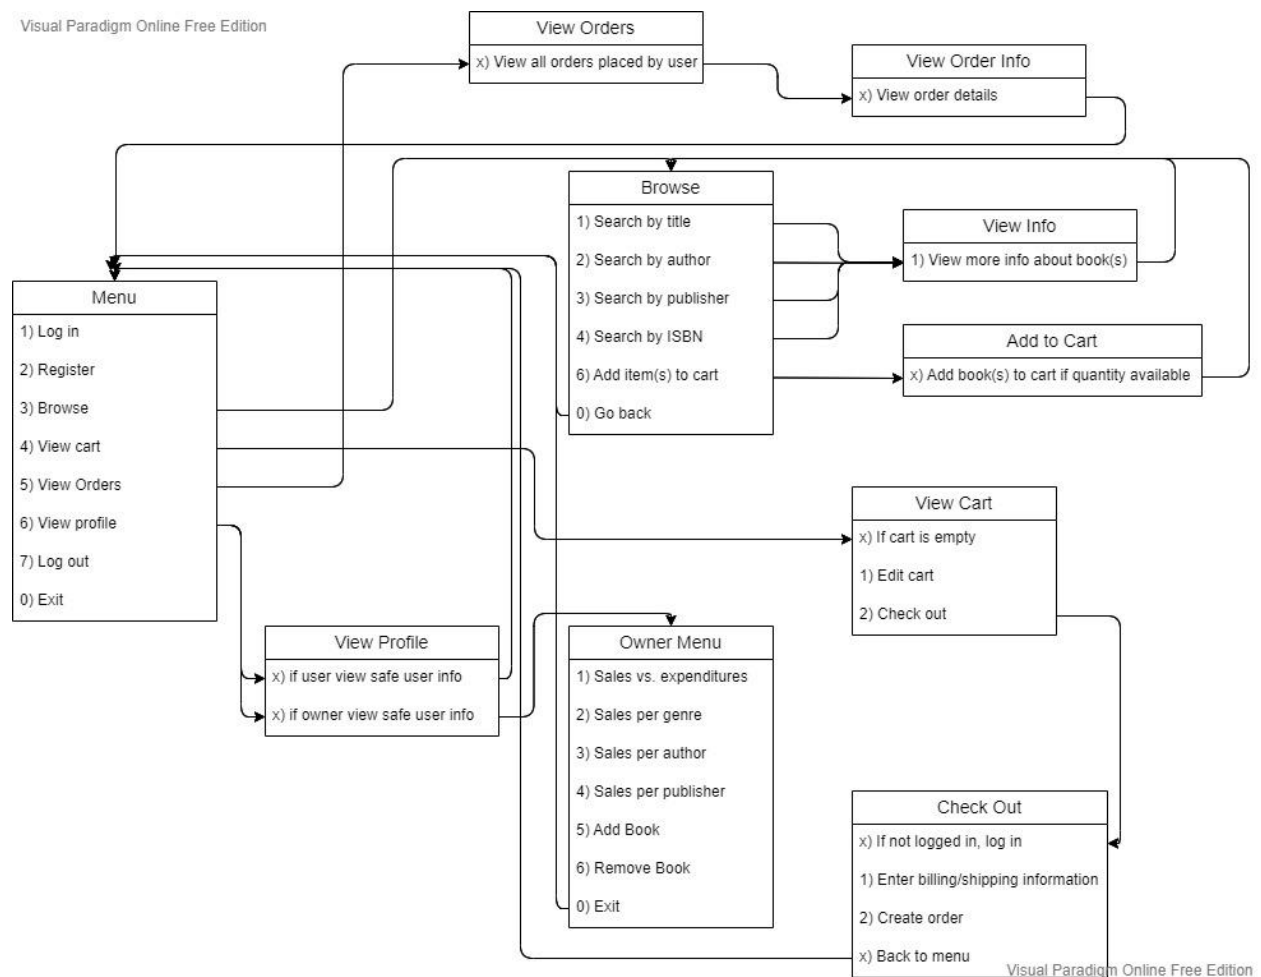 Visual Paradigm Online Free Edition
View Orders
x) View all orders placed by user
View Order Info
x) View order details
Browse
1) Search by title
2) Search by author
3) Search by publisher
4) Search by ISBN
6) Add item(s) to cart
0) Go back
View Info
1) View more info about book(s)
Add to Cart
x) Add book(s) to cart if quantity available
Menu
1) Log in
2) Register
3) Browse
4) View cart
5) View Orders
6) View profile
7) Log out
0) Exit
View Cart
x) If cart is empty
1) Edit cart
2) Check out
View Profile
x) if user view safe user info
x) if owner view safe user info
Owner Menu
1) Sales vs. expenditures
2) Sales per genre
3) Sales per author
4) Sales per publisher
5) Add Book
6) Remove Book
0) Exit
Check Out
x) If not logged in, log in
1) Enter billing/shipping information
2) Create order
x) Back to menu
Visual Paradigm Online Free Edition